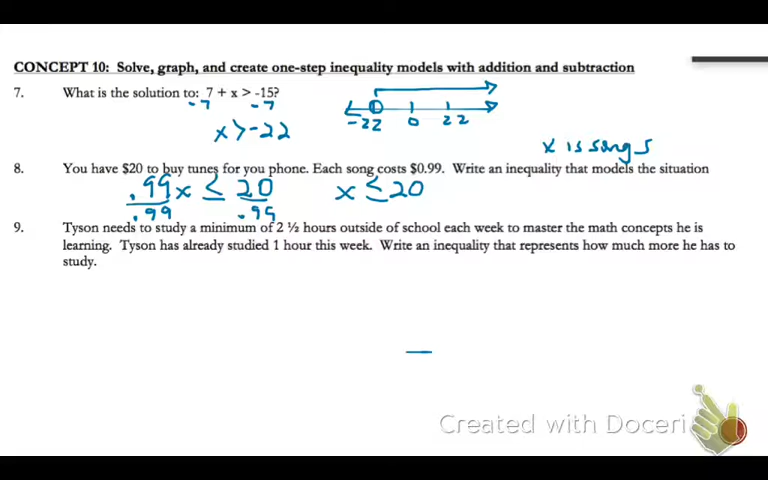 CONCEPT 10: Solve, graph, and create one-step inequality models with addition and subtraction
7. What is the solution to: 7 + x > -15?
-7 -7
x > -22
-22 0 22
x is songs
8. You have $20 to buy tunes for you phone. Each song costs $0.99. Write an inequality that models the situation
.99x ≤ 20 x ≤ 20
.99 .99
9. Tyson needs to study a minimum of 2 ½ hours outside of school each week to master the math concepts he is
learning. Tyson has already studied 1 hour this week. Write an inequality that represents how much more he has to
study.
Created with Doceri